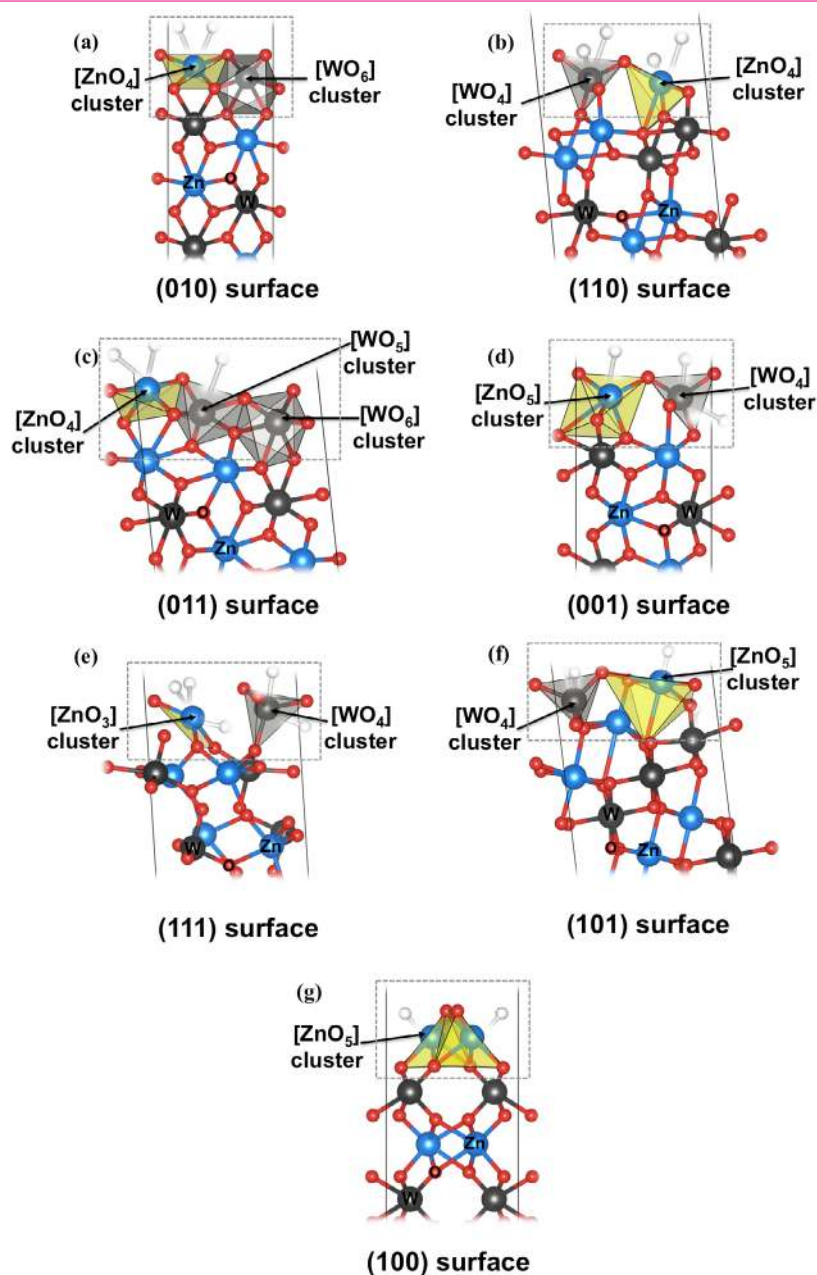 (a)
[ZnO₄]
cluster
[WO₆]
cluster
Zn
O
W
(010) surface
(b)
[WO₄]
cluster
[ZnO₄]
cluster
W
O
Zn
(110) surface
(c)
[WO₅]
cluster
[ZnO₄]
cluster
[WO₆]
cluster
W
O
Zn
(011) surface
(d)
[ZnO₅]
cluster
[WO₄]
cluster
Zn
W
O
(001) surface
(e)
[ZnO₃]
cluster
[WO₄]
cluster
W
O
Zn
(111) surface
(f)
[ZnO₅]
cluster
[WO₄]
cluster
W
O
Zn
(101) surface
(g)
[ZnO₅]
cluster
Zn
O
W
(100) surface